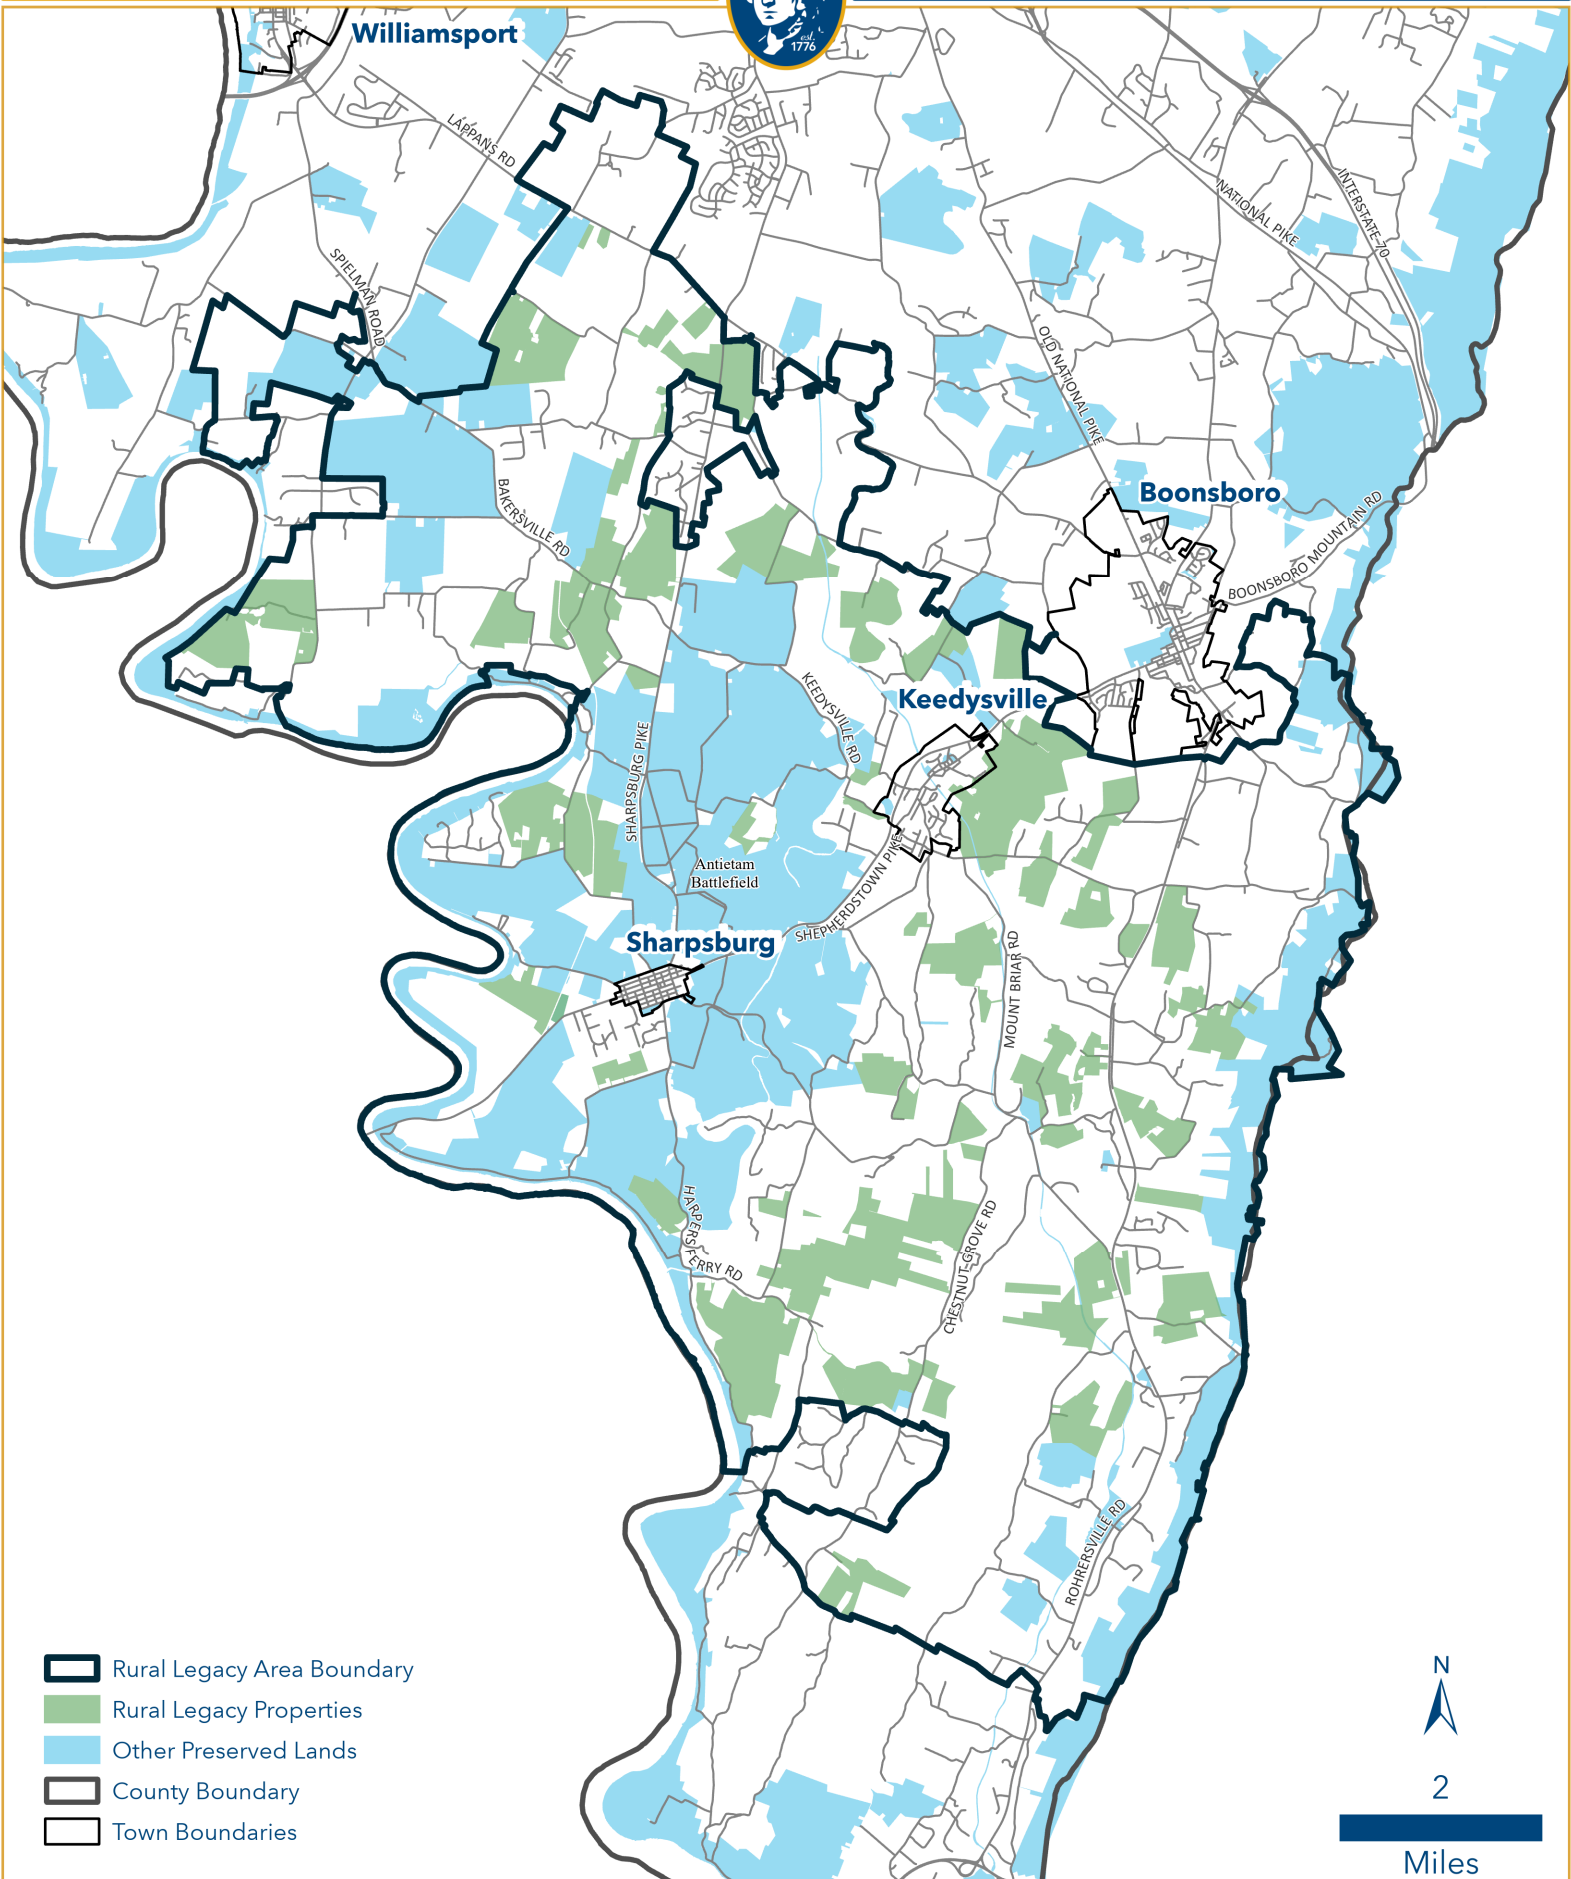 est.
1776
Williamsport
LAPPANS RD
SPIELMAN ROAD
NATIONAL PIKE
INTERSTATE 70
OLD NATIONAL PIKE
Boonsboro
BOONSBORO MOUNTAIN RD
BAKERSVILLE RD
Keedysville
KEEDYSVILLE RD
SHARPSBURG PIKE
Antietam
Battlefield
SHEPHERDSTOWN PIKE
Sharpsburg
MOUNT BRIAR RD
HARPERS FERRY RD
CHESTNUT GROVE RD
ROHRERSVILLE RD
Rural Legacy Area Boundary
Rural Legacy Properties
Other Preserved Lands
County Boundary
Town Boundaries
N
2
Miles